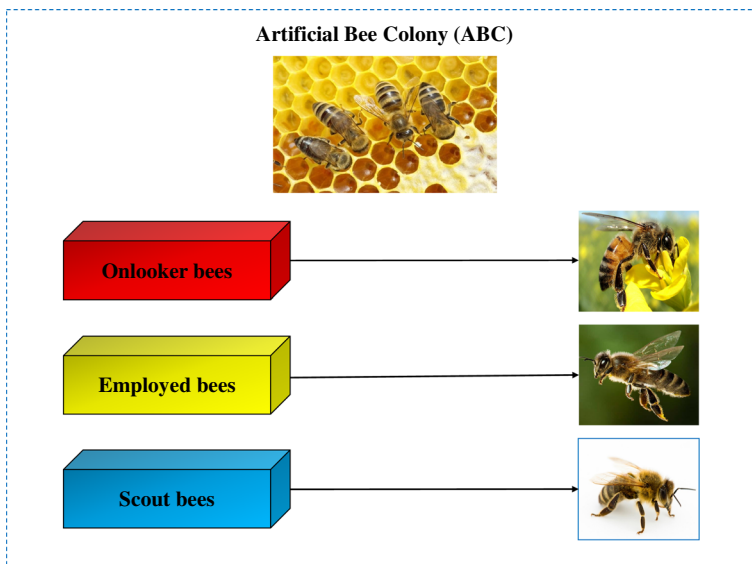 Artificial Bee Colony (ABC)
Onlooker bees
Employed bees
Scout bees